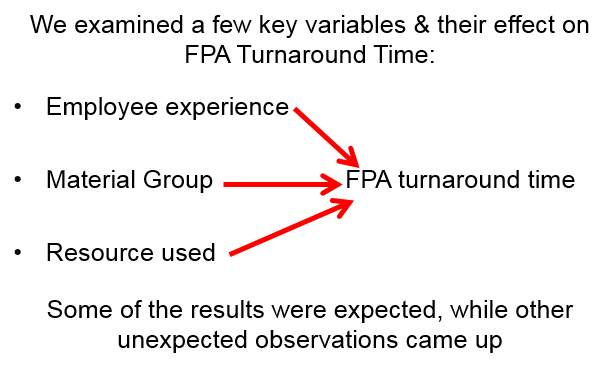 We examined a few key variables & their effect on
FPA Turnaround Time:
• Employee experience
• Material Group
FPA turnaround time
• Resource used
Some of the results were expected, while other
unexpected observations came up